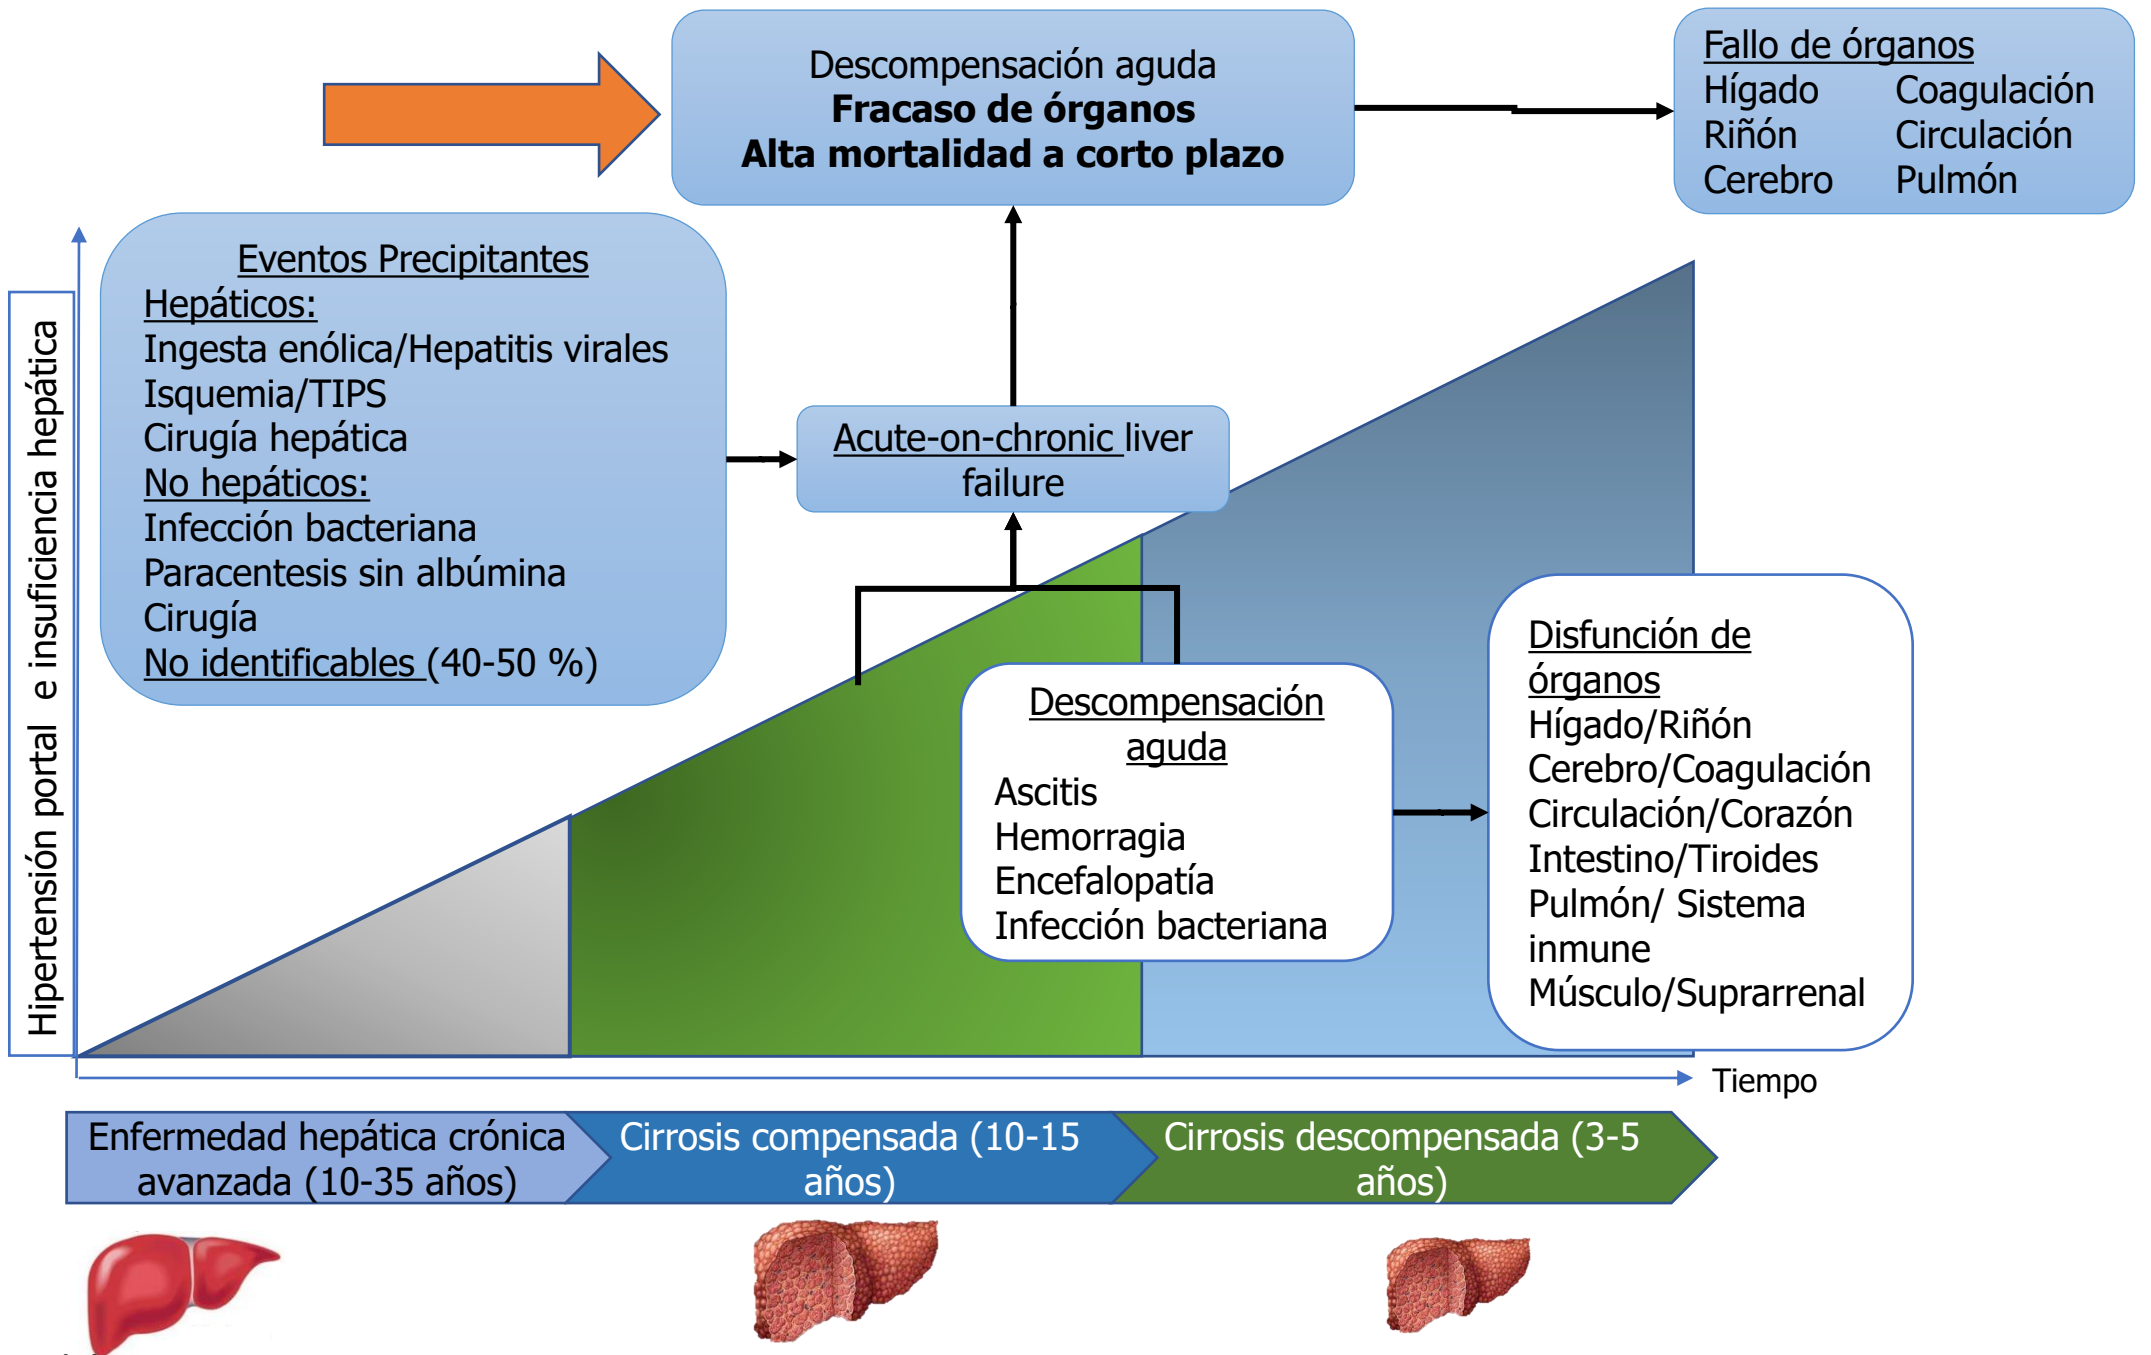 Descompensación aguda
Fracaso de órganos
Alta mortalidad a corto plazo
Fallo de órganos
Hígado Coagulación
Riñón Circulación
Cerebro Pulmón
Eventos Precipitantes
Hepáticos:
Ingesta enólica/Hepatitis virales
Isquemia/TIPS
Cirugía hepática
No hepáticos:
Infección bacteriana
Paracentesis sin albúmina
Cirugía
No identificables (40-50 %)
Hipertensión portal e insuficiencia hepática
Acute-on-chronic liver
failure
Descompensación
aguda
Ascitis
Hemorragia
Encefalopatía
Infección bacteriana
Disfunción de
órganos
Hígado/Riñón
Cerebro/Coagulación
Circulación/Corazón
Intestino/Tiroides
Pulmón/ Sistema
inmune
Músculo/Suprarrenal
Tiempo
Enfermedad hepática crónica
avanzada (10-35 años)
Cirrosis compensada (10-15
años)
Cirrosis descompensada (3-5
años)